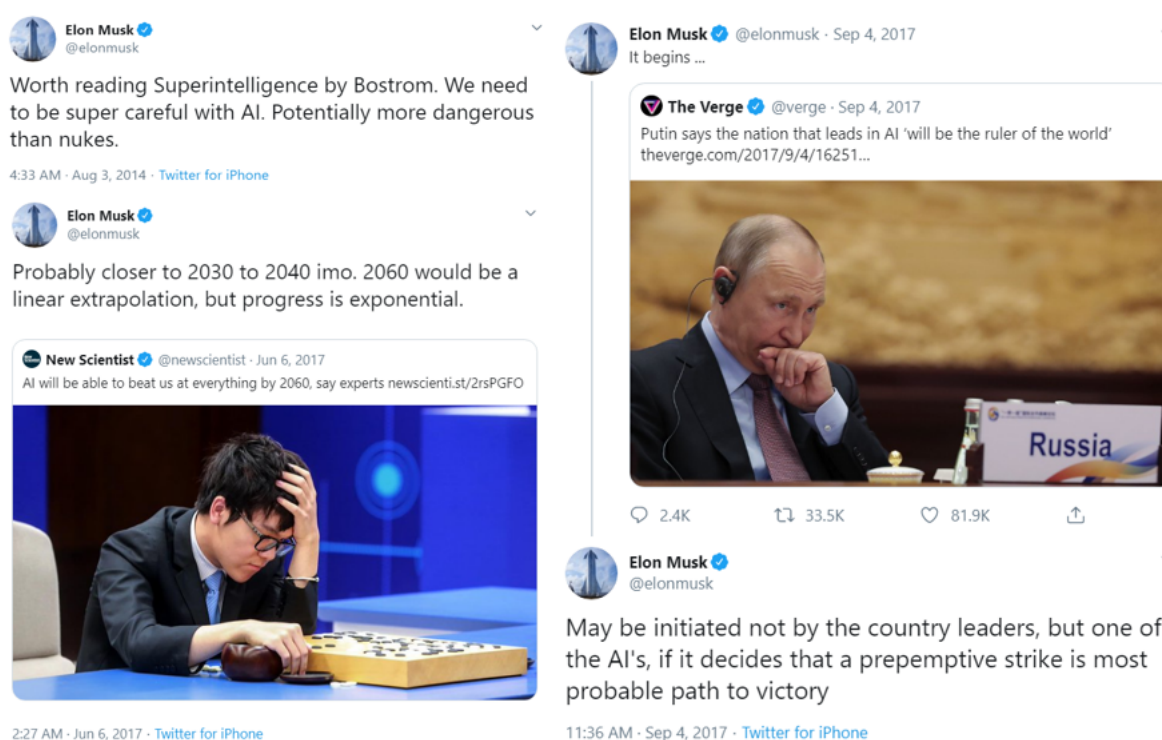 Elon Musk
@elonmusk
Worth reading Superintelligence by Bostrom. We need
to be super careful with AI. Potentially more dangerous
than nukes.
4:33 AM · Aug 3, 2014 · Twitter for iPhone
Elon Musk
@elonmusk
Probably closer to 2030 to 2040 imo. 2060 would be a
linear extrapolation, but progress is exponential.
New Scientist @newscientist · Jun 6, 2017
AI will be able to beat us at everything by 2060, say experts newscienti.st/2rsPGFO
2:27 AM · Jun 6, 2017 · Twitter for iPhone
Elon Musk @elonmusk · Sep 4, 2017
It begins ...
The Verge @verge · Sep 4, 2017
Putin says the nation that leads in AI ‘will be the ruler of the world’
theverge.com/2017/9/4/16251...
Russia
2.4K 33.5K 81.9K
Elon Musk
@elonmusk
May be initiated not by the country leaders, but one of
the AI's, if it decides that a prepemptive strike is most
probable path to victory
11:36 AM · Sep 4, 2017 · Twitter for iPhone